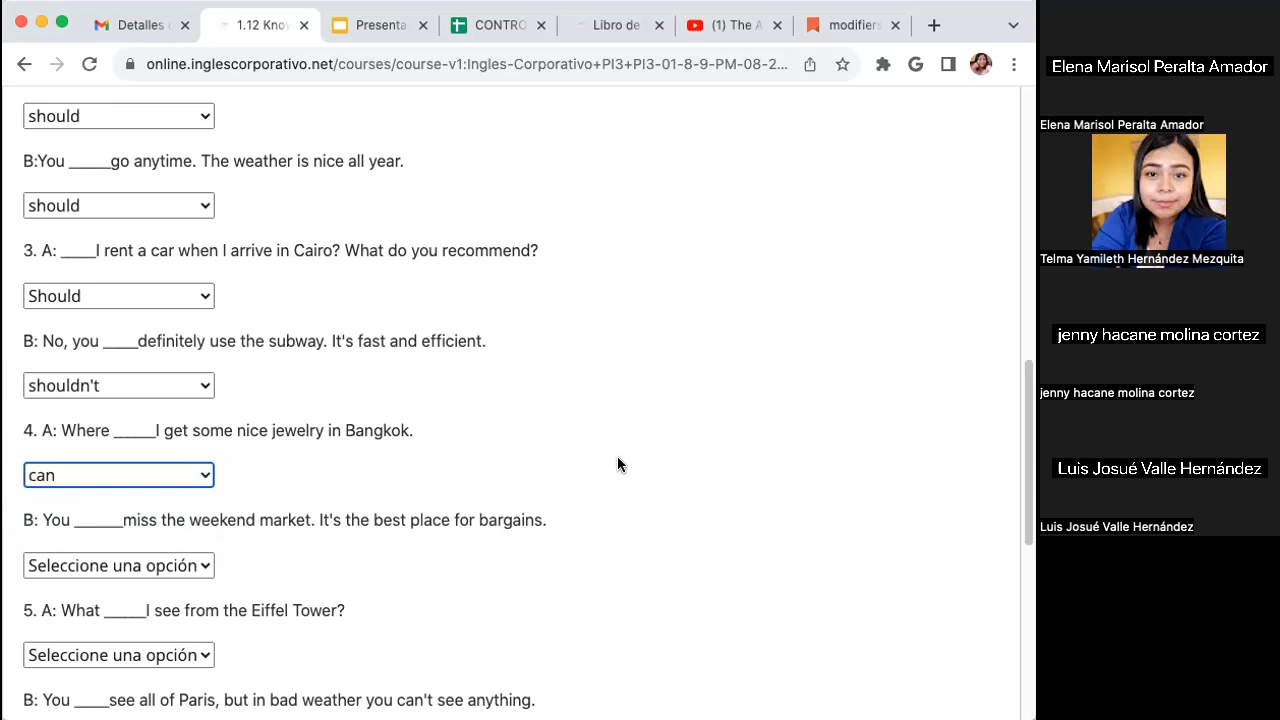 Detalles
1.12 Knov
Presenta
CONTRO
Libro de
(1) The A
modifiers
online.inglescorporativo.net/courses/course-v1:Ingles-Corporativo+PI3+PI3-01-8-9-PM-08-2...
should
B:You _____go anytime. The weather is nice all year.
should
3. A: ____I rent a car when I arrive in Cairo? What do you recommend?
Should
B: No, you ____definitely use the subway. It's fast and efficient.
shouldn't
4. A: Where _____I get some nice jewelry in Bangkok.
can
B: You ______miss the weekend market. It's the best place for bargains.
Seleccione una opción
5. A: What _____I see from the Eiffel Tower?
Seleccione una opción
B: You ____see all of Paris, but in bad weather you can't see anything.
Elena Marisol Peralta Amador
Elena Marisol Peralta Amador
Telma Yamileth Hernández Mezquita
jenny hacane molina cortez
jenny hacane molina cortez
Luis Josué Valle Hernández
Luis Josué Valle Hernández